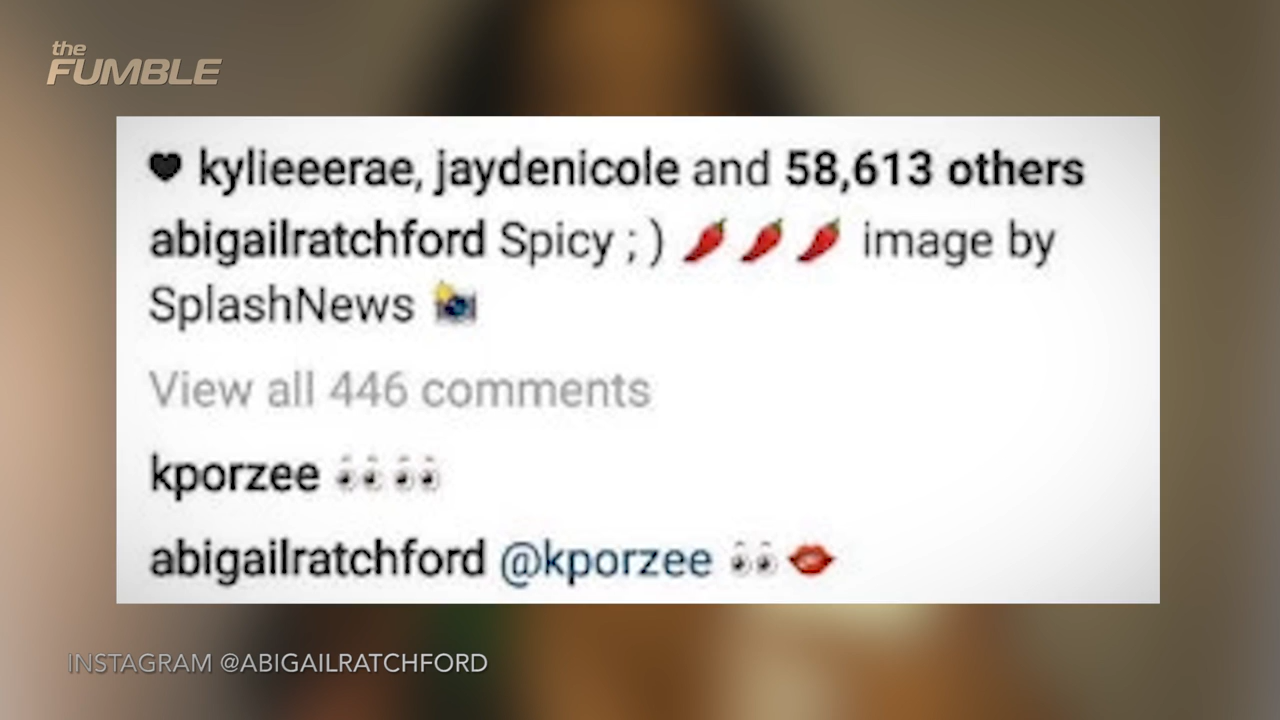 the
FUMBLE
kylieeerae, jaydenicole and 58,613 others
abigailratchford Spicy ; ) 🌶🌶🌶 image by
SplashNews 📸
View all 446 comments
kporzee 👀👀
abigailratchford @kporzee 👀💋
INSTAGRAM @ABIGAILRATCHFORD